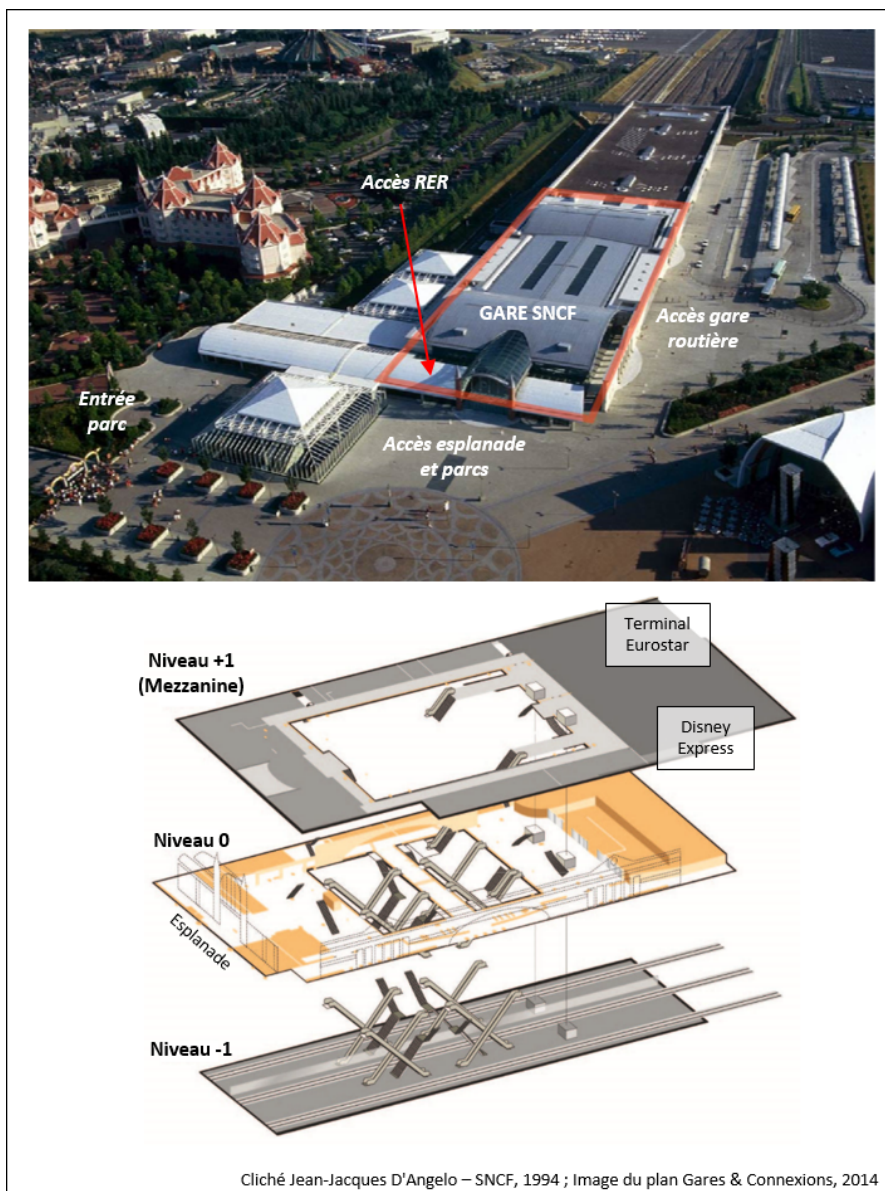 Accès RER
GARE SNCF
Accès gare
routière
Entrée
parc
Accès esplanade
et parcs
Terminal
Eurostar
Niveau +1
(Mezzanine)
Disney
Express
Niveau 0
Esplanade
Niveau -1
Cliché Jean-Jacques D'Angelo – SNCF, 1994 ; Image du plan Gares & Connexions, 2014